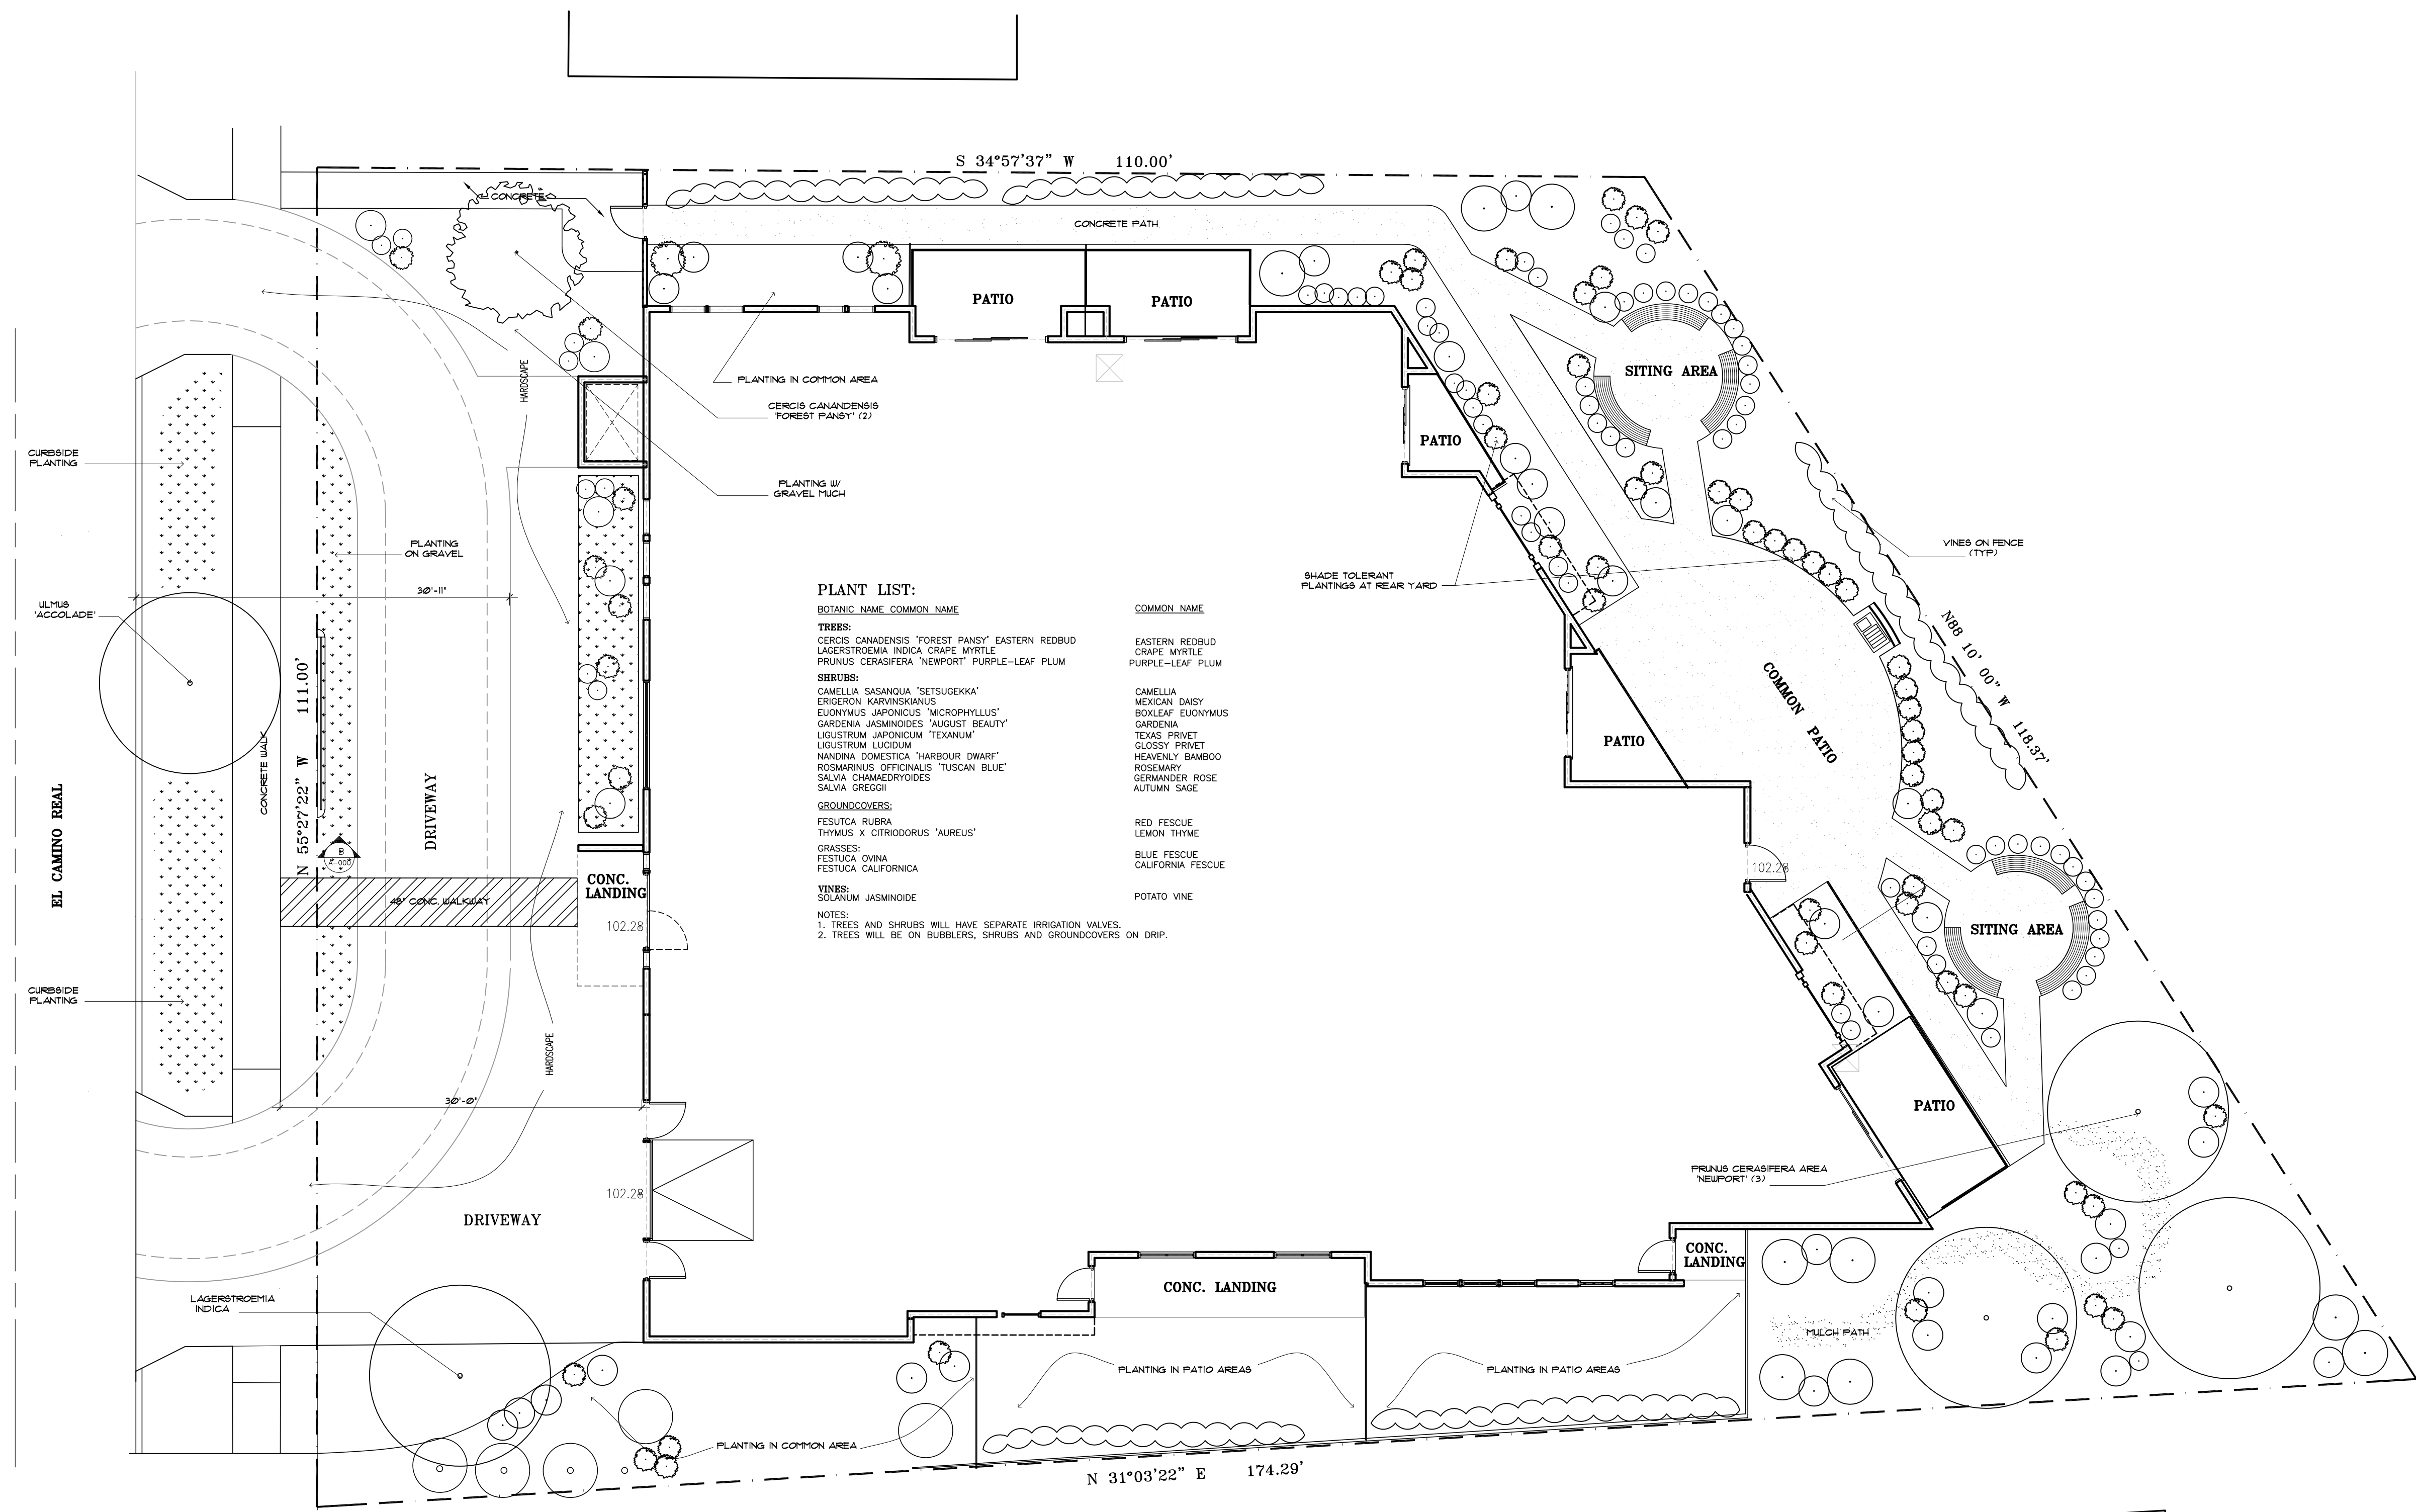 S 34°57'37" W 110.00'
CONCRETE
CONCRETE PATH
PATIO
PATIO
HARDSCAPE
PLANTING IN COMMON AREA
CERCIS CANANDENSIS
'FOREST PANSY' (2)
SITING AREA
PATIO
CURBSIDE
PLANTING
PLANTING W/
GRAVEL MUCH
PLANTING
ON GRAVEL
VINES ON FENCE
(TYP)
SHADE TOLERANT
PLANTINGS AT REAR YARD
30'-11"
ULMUS
'ACCOLADE'
N 55°27'22" W 111.00'
CONCRETE WALK
DRIVEWAY
EL CAMINO REAL
PLANT LIST:
BOTANIC NAME COMMON NAME COMMON NAME
TREES:
CERCIS CANADENSIS 'FOREST PANSY' EASTERN REDBUD EASTERN REDBUD
LAGERSTROEMIA INDICA CRAPE MYRTLE CRAPE MYRTLE
PRUNUS CERASIFERA 'NEWPORT' PURPLE-LEAF PLUM PURPLE-LEAF PLUM
SHRUBS:
CAMELLIA SASANQUA 'SETSUGEKKA' CAMELLIA
ERIGERON KARVINSKIANUS MEXICAN DAISY
EUONYMUS JAPONICUS 'MICROPHYLLUS' BOXLEAF EUONYMUS
GARDENIA JASMINOIDES 'AUGUST BEAUTY' GARDENIA
LIGUSTRUM JAPONICUM 'TEXANUM' TEXAS PRIVET
LIGUSTRUM LUCIDUM GLOSSY PRIVET
NANDINA DOMESTICA 'HARBOUR DWARF' HEAVENLY BAMBOO
ROSMARINUS OFFICINALIS 'TUSCAN BLUE' ROSEMARY
SALVIA CHAMAEDRYOIDES GERMANDER ROSE
SALVIA GREGGII AUTUMN SAGE
GROUNDCOVERS:
FESUTCA RUBRA RED FESCUE
THYMUS X CITRIODORUS 'AUREUS' LEMON THYME
GRASSES:
FESTUCA OVINA BLUE FESCUE
FESTUCA CALIFORNICA CALIFORNIA FESCUE
VINES:
SOLANUM JASMINOIDE POTATO VINE
NOTES:
1. TREES AND SHRUBS WILL HAVE SEPARATE IRRIGATION VALVES.
2. TREES WILL BE ON BUBBLERS, SHRUBS AND GROUNDCOVERS ON DRIP.
N88 10' 00" W 118.37'
COMMON PATIO
PATIO
B
A-000
48" CONC. WALKWAY
CONC.
LANDING
102.28
102.28
SITING AREA
CURBSIDE
PLANTING
HARDSCAPE
30'-0"
PATIO
PRUNUS CERASIFERA AREA
'NEWPORT' (3)
102.28
DRIVEWAY
CONC.
LANDING
CONC. LANDING
LAGERSTROEMIA
INDICA
MULCH PATH
PLANTING IN PATIO AREAS
PLANTING IN PATIO AREAS
PLANTING IN COMMON AREA
N 31°03'22" E 174.29'